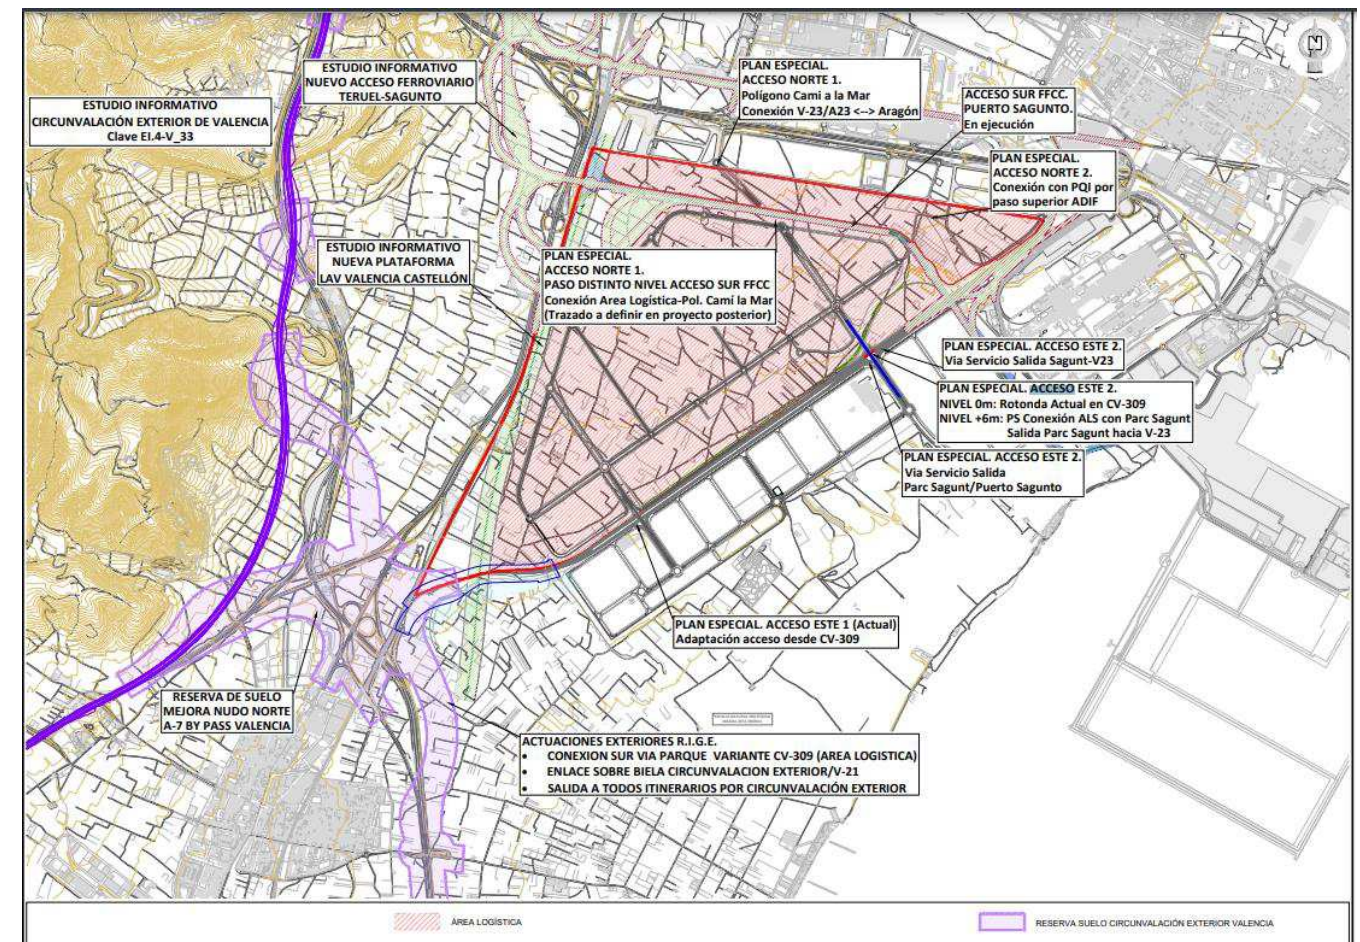 ESTUDIO INFORMATIVO
CIRCUNVALACIÓN EXTERIOR DE VALENCIA
Clave EI.4-V_33
ESTUDIO INFORMATIVO
NUEVO ACCESO FERROVIARIO
TERUEL-SAGUNTO
PLAN ESPECIAL.
ACCESO NORTE 1.
Polígono Cami a la Mar
Conexión V-23/A23 <--> Aragón
ACCESO SUR FFCC.
PUERTO SAGUNTO.
En ejecución
N
PLAN ESPECIAL.
ACCESO NORTE 2.
Conexión con PQI por
paso superior ADIF
ESTUDIO INFORMATIVO
NUEVA PLATAFORMA
LAV VALENCIA CASTELLÓN
PLAN ESPECIAL.
ACCESO NORTE 1.
PASO DISTINTO NIVEL ACCESO SUR FFCC
Conexión Area Logística-Pol. Camí la Mar
(Trazado a definir en proyecto posterior)
PLAN ESPECIAL. ACCESO ESTE 2.
Via Servicio Salida Sagunt-V23
PLAN ESPECIAL. ACCESO ESTE 2.
NIVEL 0m: Rotonda Actual en CV-309
NIVEL +6m: PS Conexión ALS con Parc Sagunt
Salida Parc Sagunt hacia V-23
PLAN ESPECIAL. ACCESO ESTE 2.
Via Servicio Salida
Parc Sagunt/Puerto Sagunto
PLAN ESPECIAL. ACCESO ESTE 1 (Actual)
Adaptación acceso desde CV-309
RESERVA DE SUELO
MEJORA NUDO NORTE
A-7 BY PASS VALENCIA
ACTUACIONES EXTERIORES R.I.G.E.
• CONEXION SUR VIA PARQUE VARIANTE CV-309 (AREA LOGISTICA)
• ENLACE SOBRE BIELA CIRCUNVALACION EXTERIOR/V-21
• SALIDA A TODOS ITINERARIOS POR CIRCUNVALACIÓN EXTERIOR
ÁREA LOGÍSTICA
RESERVA SUELO CIRCUNVALACIÓN EXTERIOR VALENCIA